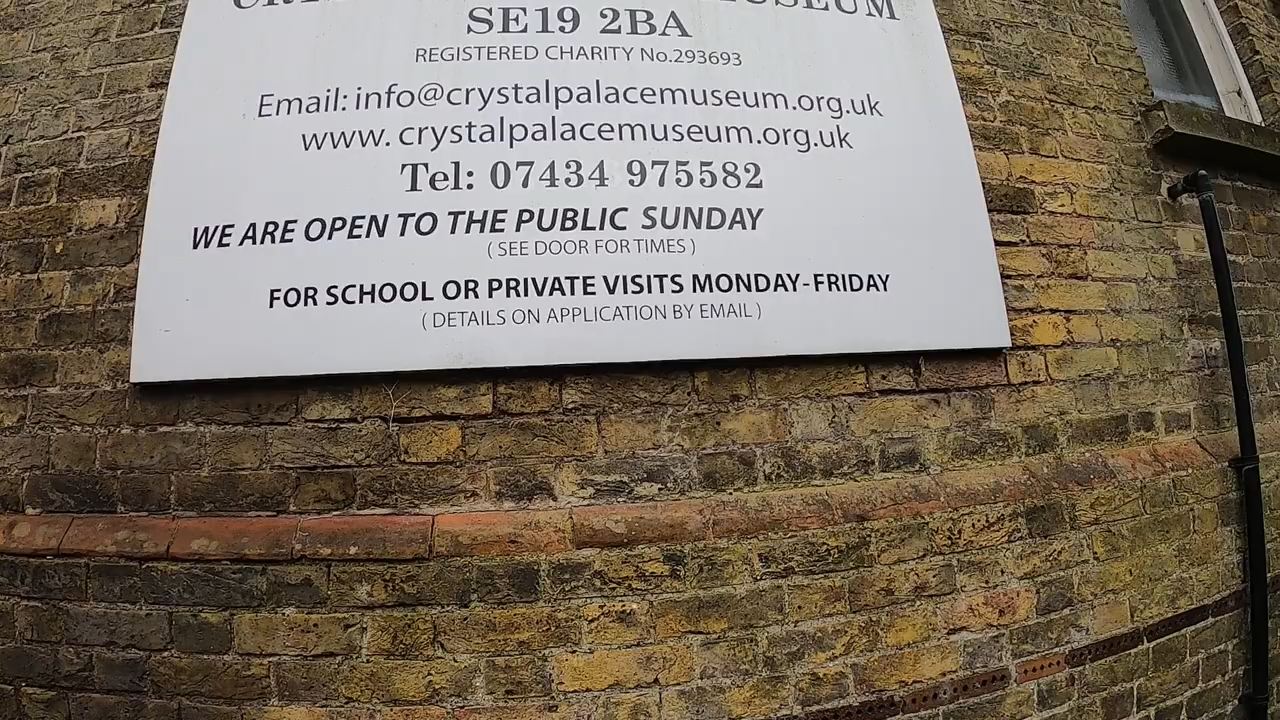 SE19 2BA
REGISTERED CHARITY No.293693
Email: info@crystalpalacemuseum.org.uk
www. crystalpalacemuseum.org.uk
Tel: 07434 975582
WE ARE OPEN TO THE PUBLIC SUNDAY
( SEE DOOR FOR TIMES )
FOR SCHOOL OR PRIVATE VISITS MONDAY-FRIDAY
( DETAILS ON APPLICATION BY EMAIL )